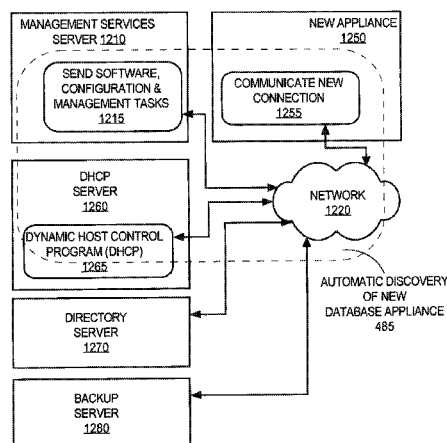 MANAGEMENT SERVICES
SERVER 1210
SEND SOFTWARE,
CONFIGURATION &
MANAGEMENT TASKS
1215
NEW APPLIANCE
1250
COMMUNICATE NEW
CONNECTION
1255
DHCP
SERVER
1260
DYNAMIC HOST CONTROL
PROGRAM (DHCP)
1265
NETWORK
1220
AUTOMATIC DISCOVERY
OF NEW
DATABASE APPLIANCE
485
DIRECTORY
SERVER
1270
BACKUP
SERVER
1280